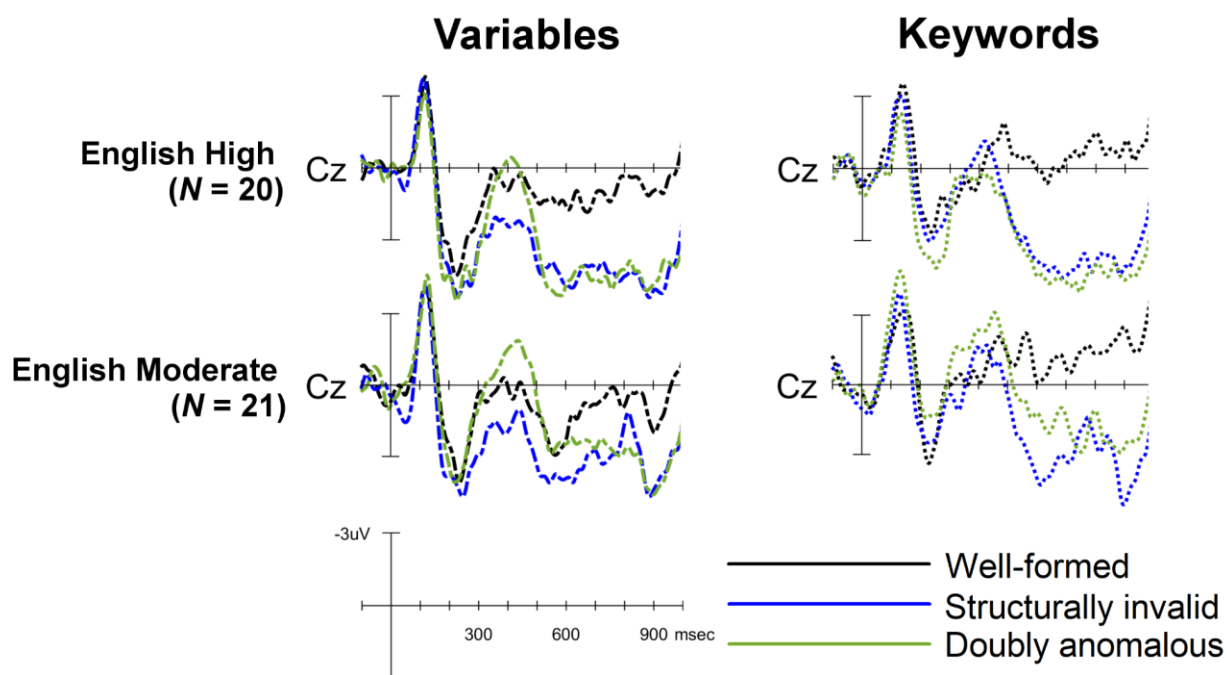 Variables
Keywords
English High
(N = 20)
Cz
Cz
English Moderate
(N = 21)
Cz
Cz
-3uV
300 600 900 msec
Well-formed
Structurally invalid
Doubly anomalous